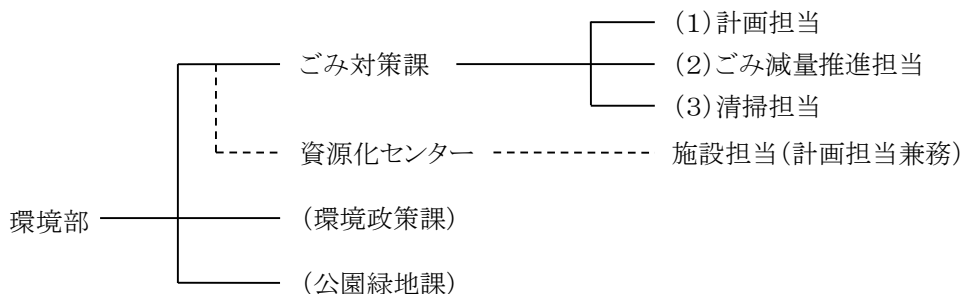 (1)計画担当
ごみ対策課
(2)ごみ減量推進担当
(3)清掃担当
資源化センター
施設担当(計画担当兼務)
環境部
(環境政策課)
(公園緑地課)